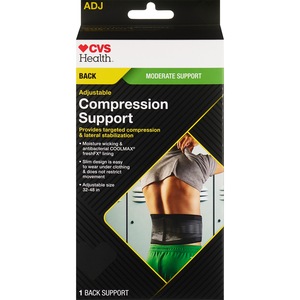 ADJ
CVS
Health.
BACK
MODERATE SUPPORT
Adjustable
Compression
Support
Provides targeted compression
& lateral stabilization
• Moisture wicking &
antibacterial COOLMAX®
freshFX® lining
• Slim design is easy
to wear under clothing
& does not restrict
movement
• Adjustable size
32-48 in
1 BACK SUPPORT